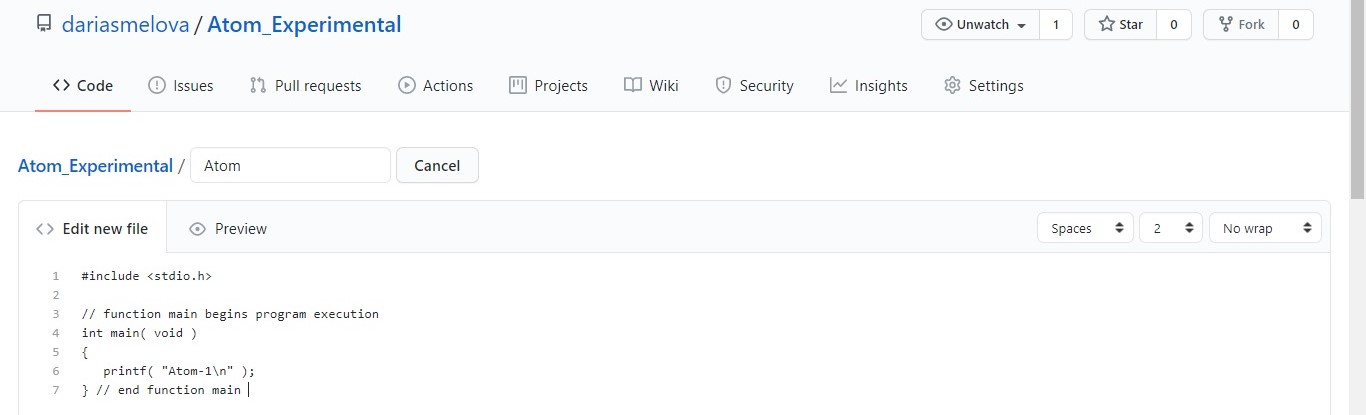 dariasmelova / Atom_Experimental
Unwatch 1 Star 0 Fork 0
Code Issues Pull requests Actions Projects Wiki Security Insights Settings
Atom_Experimental / Atom Cancel
Edit new file Preview Spaces 2 No wrap
1 #include <stdio.h>
2
3 // function main begins program execution
4 int main( void )
5 {
6    printf( "Atom-1\n" );
7 } // end function main